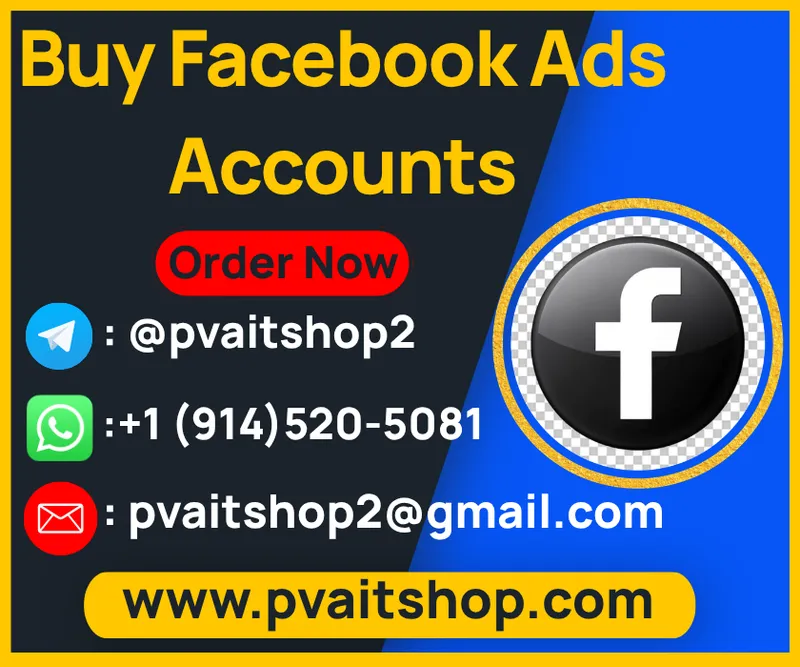 Buy Facebook Ads
Accounts
Order Now
: @pvaitshop2
:+1 (914)520-5081
: pvaitshop2@gmail.com
www.pvaitshop.com